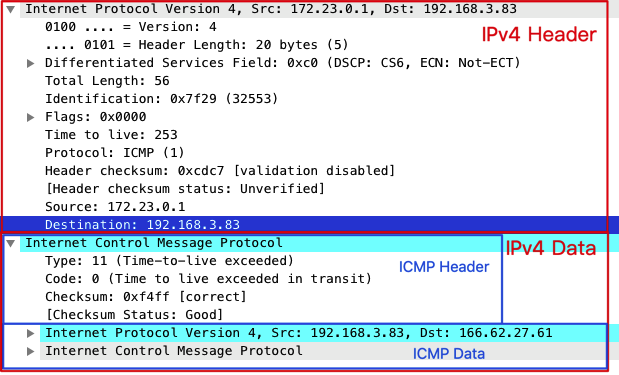 Internet Protocol Version 4, Src: 172.23.0.1, Dst: 192.168.3.83
IPv4 Header
0100 .... = Version: 4
.... 0101 = Header Length: 20 bytes (5)
Differentiated Services Field: 0xc0 (DSCP: CS6, ECN: Not-ECT)
Total Length: 56
Identification: 0x7f29 (32553)
Flags: 0x0000
Time to live: 253
Protocol: ICMP (1)
Header checksum: 0xcdc7 [validation disabled]
[Header checksum status: Unverified]
Source: 172.23.0.1
Destination: 192.168.3.83
Internet Control Message Protocol
IPv4 Data
Type: 11 (Time-to-live exceeded)
ICMP Header
Code: 0 (Time to live exceeded in transit)
Checksum: 0xf4ff [correct]
[Checksum Status: Good]
Internet Protocol Version 4, Src: 192.168.3.83, Dst: 166.62.27.61
Internet Control Message Protocol
ICMP Data